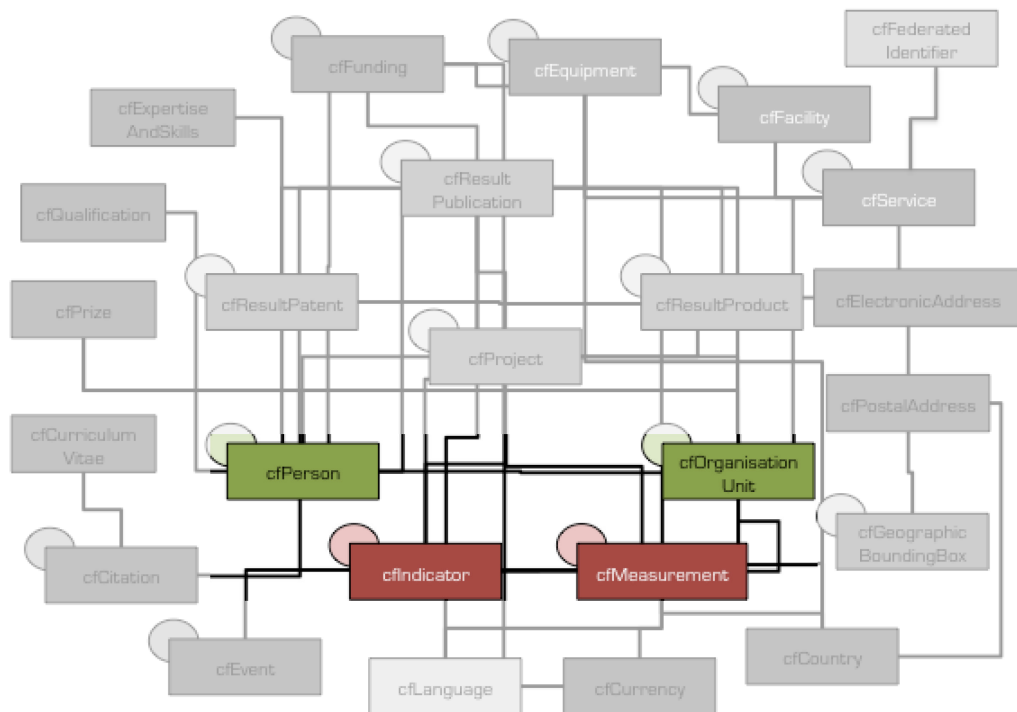 cfFederated
Identifier
cfFunding
cfEquipment
cfExpertise
AndSkills
cfFacility
cfResult
Publication
cfQualification
cfService
cfResultPatent
cfResultProduct
cfElectronicAddress
cfPrize
cfProject
cfPostalAddress
cfCurriculum
Vitae
cfPerson
cfOrganisation
Unit
cfGeographic
BoundingBox
cfCitation
cfIndicator
cfMeasurement
cfEvent
cfLanguage
cfCurrency
cfCountry